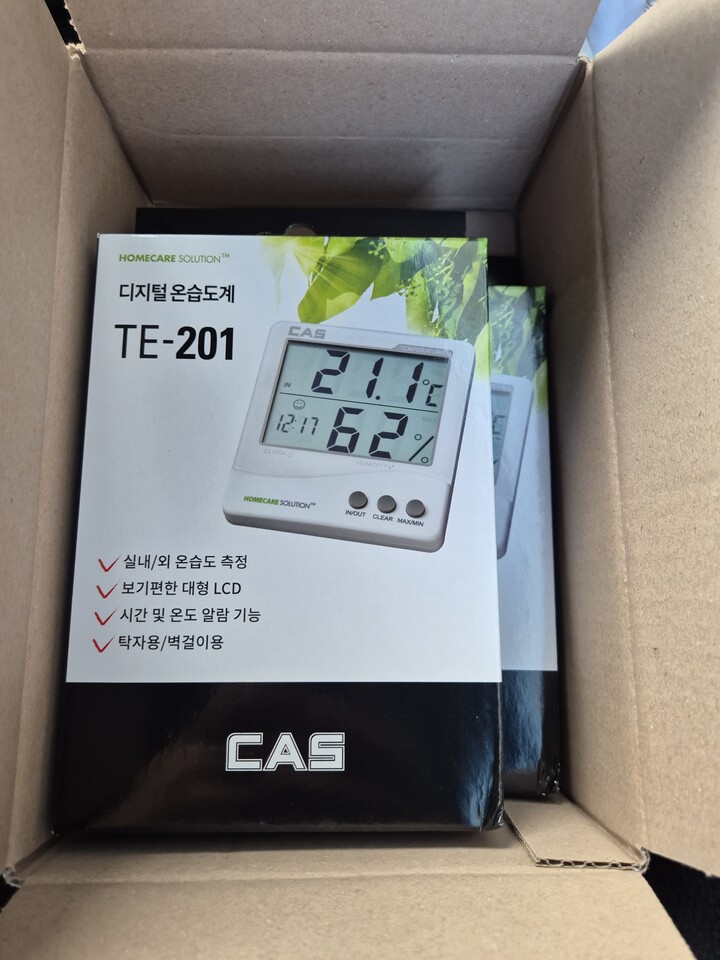 HOMECARE SOLUTION™
디지털 온습도계
TE-201
CAS
IN
21.1℃
12:17
62%
CLOCK
HUMIDITY
HOMECARE SOLUTION™
IN/OUT CLEAR MAX/MIN
실내/외 온습도 측정
보기편한 대형 LCD
시간 및 온도 알람 기능
탁자용/벽걸이용
CAS